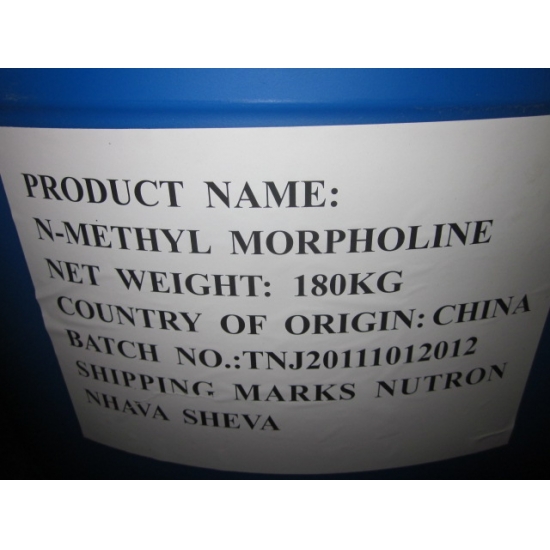 PRODUCT NAME:
N-METHYL MORPHOLINE
NET WEIGHT: 180KG
COUNTRY OF ORIGIN: CHINA
BATCH NO.:TNJ20111012012
SHIPPING MARKS NUTRON
NHAVA SHEVA